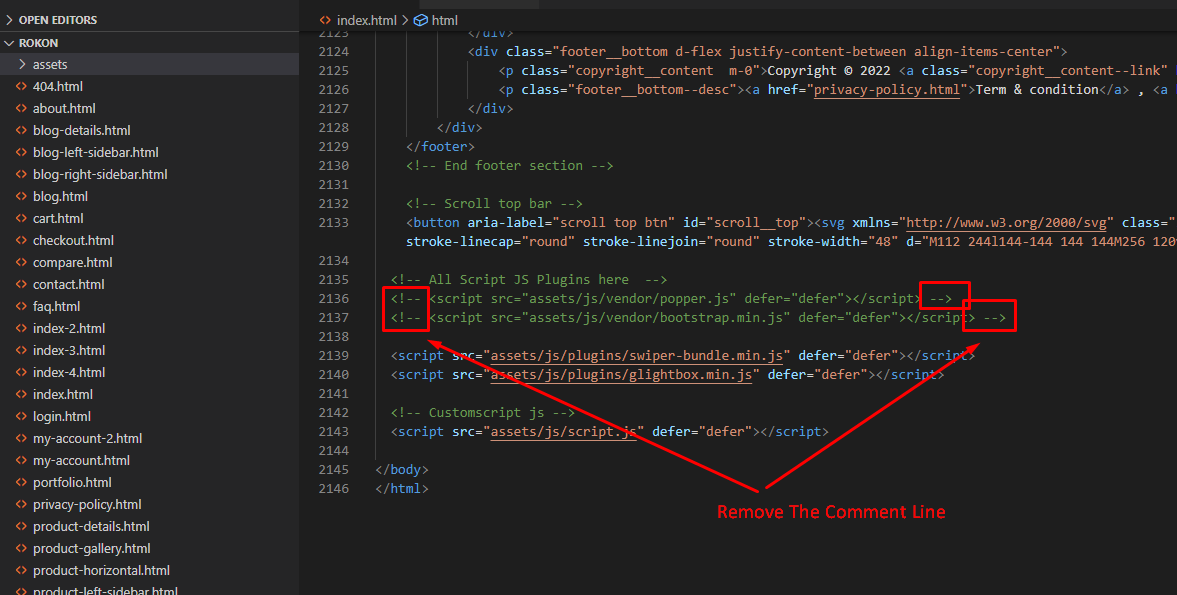 OPEN EDITORS
ROKON
assets
404.html
about.html
blog-details.html
blog-left-sidebar.html
blog-right-sidebar.html
blog.html
cart.html
checkout.html
compare.html
contact.html
faq.html
index-2.html
index-3.html
index-4.html
index.html
login.html
my-account-2.html
my-account.html
portfolio.html
privacy-policy.html
product-details.html
product-gallery.html
product-horizontal.html
product-left-sidebar.html
index.html > html
2123 </div>
2124 <div class="footer__bottom d-flex justify-content-between align-items-center">
2125 <p class="copyright__content  m-0">Copyright © 2022 <a class="copyright__content--link"
2126 <p class="footer__bottom--desc"><a href="privacy-policy.html">Term & condition</a> , <a
2127 </div>
2128 </div>
2129 </footer>
2130 <!-- End footer section -->
2131
2132 <!-- Scroll top bar -->
2133 <button aria-label="scroll top btn" id="scroll__top"><svg xmlns="http://www.w3.org/2000/svg" class="
stroke-linecap="round" stroke-linejoin="round" stroke-width="48" d="M112 244l144-144 144 144M256 120
2134
2135 <!-- All Script JS Plugins here  -->
2136 <!-- <script src="assets/js/vendor/popper.js" defer="defer"></script> -->
2137 <!-- <script src="assets/js/vendor/bootstrap.min.js" defer="defer"></script> -->
2138
2139 <script src="assets/js/plugins/swiper-bundle.min.js" defer="defer"></script>
2140 <script src="assets/js/plugins/glightbox.min.js" defer="defer"></script>
2141
2142 <!-- Customscript js -->
2143 <script src="assets/js/script.js" defer="defer"></script>
2144
2145 </body>
2146 </html>
Remove The Comment Line